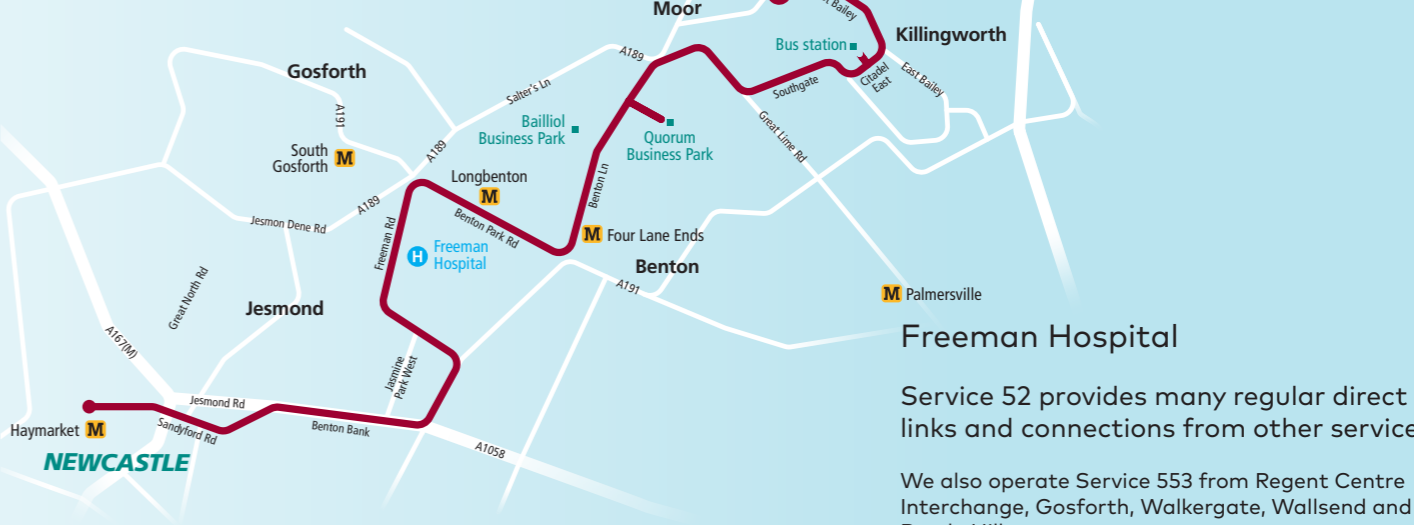 Moor
st Bailey
Killingworth
Bus station
A189
Gosforth
Citadel
East
East Bailey
Southgate
Salter's Ln
A191
Bailliol
Business Park
Great Lime Rd
Quorum
Business Park
A189
South
Gosforth
M
Longbenton
M
Benton Ln
A189
Jesmon Dene Rd
Benton Park Rd
Freeman Rd
M
Four Lane Ends
H
Freeman
Hospital
Benton
A191
Great North Rd
M
Palmersville
Jesmond
A167(M)
Jasmine
Park West
Jesmond Rd
Haymarket
M
Sandyford Rd
Benton Bank
A1058
NEWCASTLE
Freeman Hospital
Service 52 provides many regular direct
links and connections from other service
We also operate Service 553 from Regent Centre
Interchange, Gosforth, Walkergate, Wallsend and